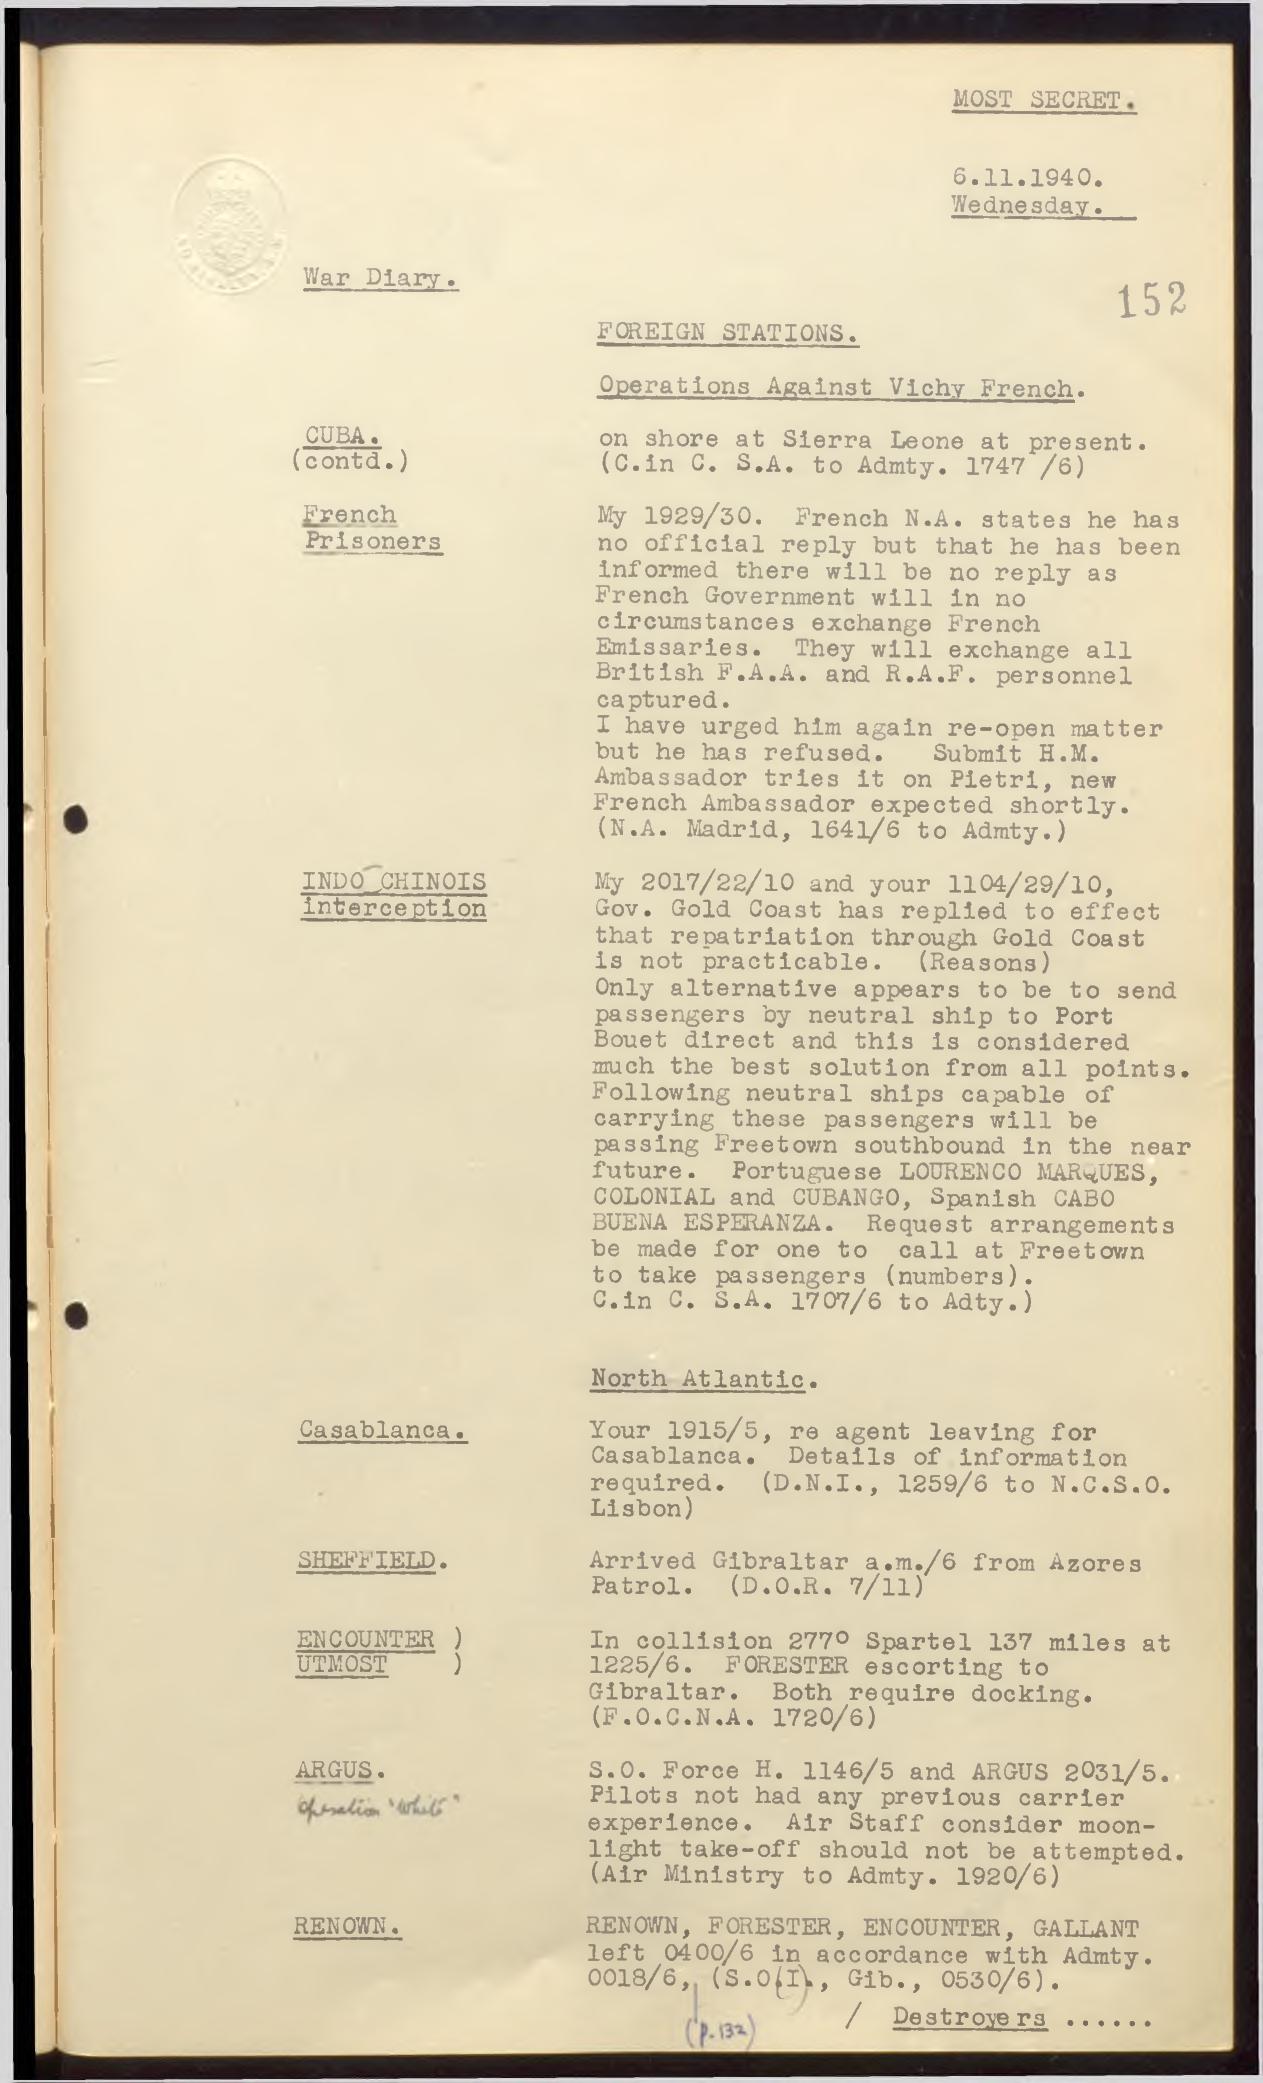 MOST SECRET.
6.11.1940.
Wednesday.
War Diary.
152
FOREIGN STATIONS.
Operations Against Vichy French.
CUBA.
(contd.)
on shore at Sierra Leone at present.
(C.in C. S.A. to Admty. 1747 /6)
French
Prisoners
My 1929/30. French N.A. states he has
no official reply but that he has been
informed there will be no reply as
French Government will in no
circumstances exchange French
Emissaries. They will exchange all
British F.A.A. and R.A.F. personnel
captured.
I have urged him again re-open matter
but he has refused. Submit H.M.
Ambassador tries it on Pietri, new
French Ambassador expected shortly.
(N.A. Madrid, 1641/6 to Admty.)
INDO CHINOIS
interception
My 2017/22/10 and your 1104/29/10,
Gov. Gold Coast has replied to effect
that repatriation through Gold Coast
is not practicable. (Reasons)
Only alternative appears to be to send
passengers by neutral ship to Port
Bouet direct and this is considered
much the best solution from all points.
Following neutral ships capable of
carrying these passengers will be
passing Freetown southbound in the near
future. Portuguese LOURENCO MARQUES,
COLONIAL and CUBANGO, Spanish CABO
BUENA ESPERANZA. Request arrangements
be made for one to call at Freetown
to take passengers (numbers).
C.in C. S.A. 1707/6 to Adty.)
North Atlantic.
Casablanca.
Your 1915/5, re agent leaving for
Casablanca. Details of information
required. (D.N.I., 1259/6 to N.C.S.O.
Lisbon)
SHEFFIELD.
Arrived Gibraltar a.m./6 from Azores
Patrol. (D.O.R. 7/11)
ENCOUNTER )
UTMOST )
In collision 277° Spartel 137 miles at
1225/6. FORESTER escorting to
Gibraltar. Both require docking.
(F.O.C.N.A. 1720/6)
ARGUS.
Operation "White"
S.O. Force H. 1146/5 and ARGUS 2031/5.
Pilots not had any previous carrier
experience. Air Staff consider moon-
light take-off should not be attempted.
(Air Ministry to Admty. 1920/6)
RENOWN.
RENOWN, FORESTER, ENCOUNTER, GALLANT
left 0400/6 in accordance with Admty.
0018/6, (S.O(I)., Gib., 0530/6).
(p.132)
/ Destroyers ......